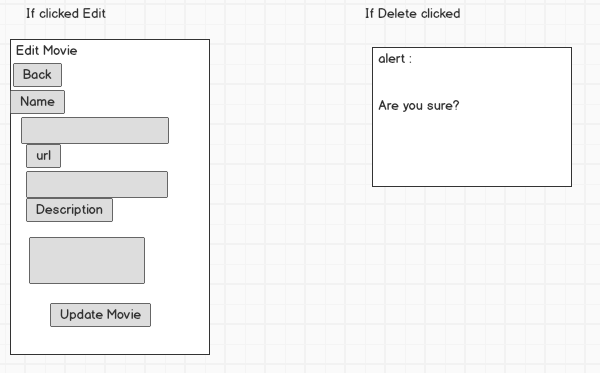 If clicked Edit
Edit Movie
Back
Name
url
Description
Update Movie
If Delete clicked
alert :
Are you sure?